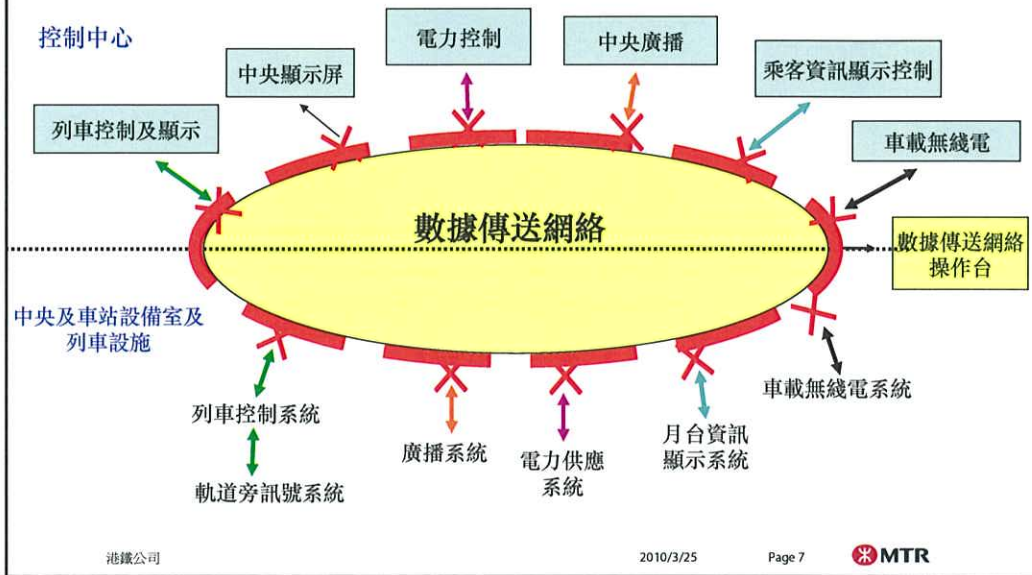 控制中心
電力控制
中央廣播
中央顯示屏
乘客資訊顯示控制
列車控制及顯示
車載無綫電
數據傳送網絡
數據傳送網絡
操作台
中央及車站設備室及
列車設施
列車控制系統
廣播系統
電力供應
系統
月台資訊
顯示系統
車載無綫電系統
軌道旁訊號系統
港鐵公司
2010/3/25
Page 7
MTR